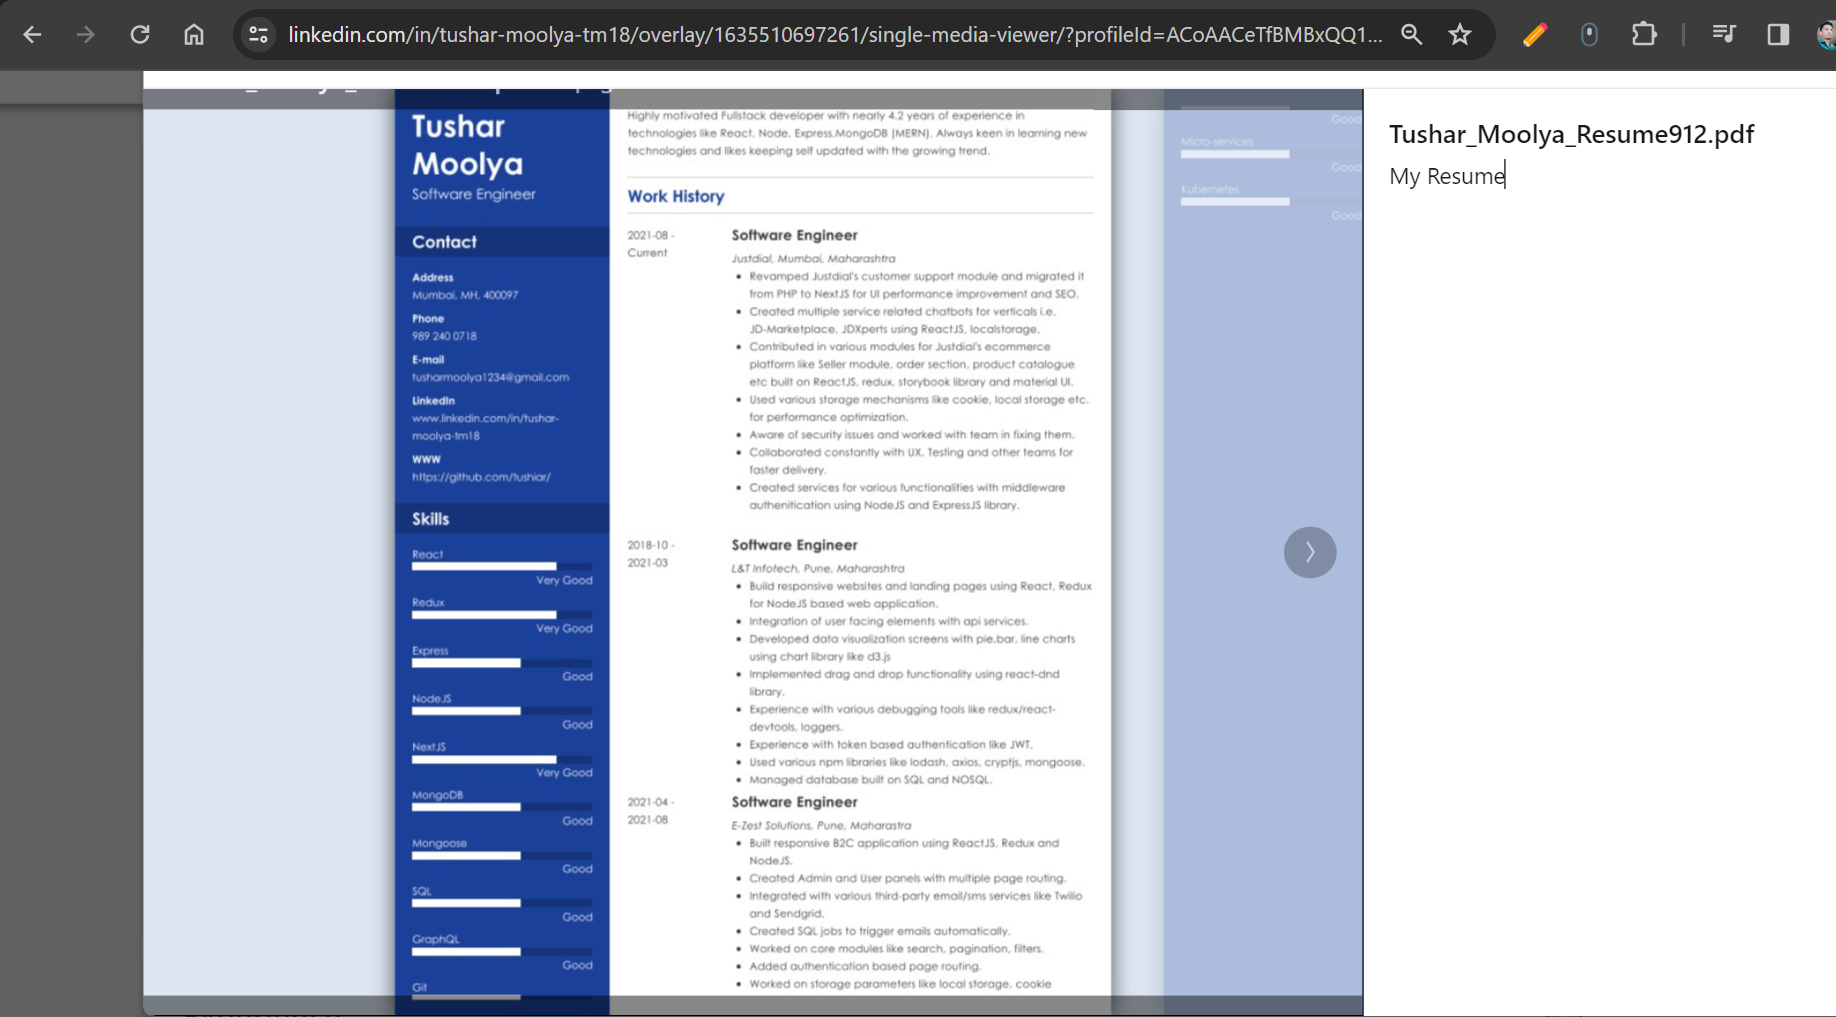 linkedin.com/in/tushar-moolya-tm18/overlay/1635510697261/single-media-viewer/?profileId=ACoAACeTfBMBxQQ1...
Tushar
Moolya
Software Engineer
Contact
Address
Mumbai, MH, 400097
Phone
989 240 0718
E-mail
tusharmoolya1234@gmail.com
LinkedIn
www.linkedin.com/in/tushar-
moolya-tm18
WWW
https://github.com/tushiar/
Skills
React
Very Good
Redux
Very Good
Express
Good
NodeJS
Good
NextJS
Very Good
MongoDB
Good
Mongoose
Good
SQL
Good
GraphQL
Good
Git
Highly motivated Fullstack developer with nearly 4.2 years of experience in
technologies like React, Node, Express,MongoDB (MERN). Always keen in learning new
technologies and likes keeping self updated with the growing trend.
Work History
2021-08 -
Current
Software Engineer
Justdial, Mumbai, Maharashtra
• Revamped Justdial's customer support module and migrated it
from PHP to NextJS for UI performance improvement and SEO.
• Created multiple service related chatbots for verticals i.e.
JD-Marketplace, JDXperts using ReactJS, localstorage.
• Contributed in various modules for Justdial's ecommerce
platform like Seller module, order section, product catalogue
etc built on ReactJS, redux, storybook library and material UI.
• Used various storage mechanisms like cookie, local storage etc.
for performance optimization.
• Aware of security issues and worked with team in fixing them.
• Collaborated constantly with UX, Testing and other teams for
faster delivery.
• Created services for various functionalities with middleware
authenitication using NodeJS and ExpressJS library.
2018-10 -
2021-03
Software Engineer
L&T Infotech, Pune, Maharashtra
• Build responsive websites and landing pages using React, Redux
for NodeJS based web application.
• Integration of user facing elements with api services.
• Developed data visualization screens with pie,bar, line charts
using chart library like d3.js
• Implemented drag and drop functionality using react-dnd
library.
• Experience with various debugging tools like redux/react-
devtools, loggers.
• Experience with token based authentication like JWT.
• Used various npm libraries like lodash, axios, cryptjs, mongoose.
• Managed database built on SQL and NOSQL.
2021-04 -
2021-08
Software Engineer
E-Zest Solutions, Pune, Maharastra
• Built responsive B2C application using ReactJS, Redux and
NodeJS.
• Created Admin and User panels with multiple page routing.
• Integrated with various third-party email/sms services like Twilio
and Sendgrid.
• Created SQL jobs to trigger emails automatically.
• Worked on core modules like search, pagination, filters.
• Added authentication based page routing.
• Worked on storage parameters like local storage, cookie
Good
Micro-services
Good
Kubernetes
Good
Tushar_Moolya_Resume912.pdf
My Resume